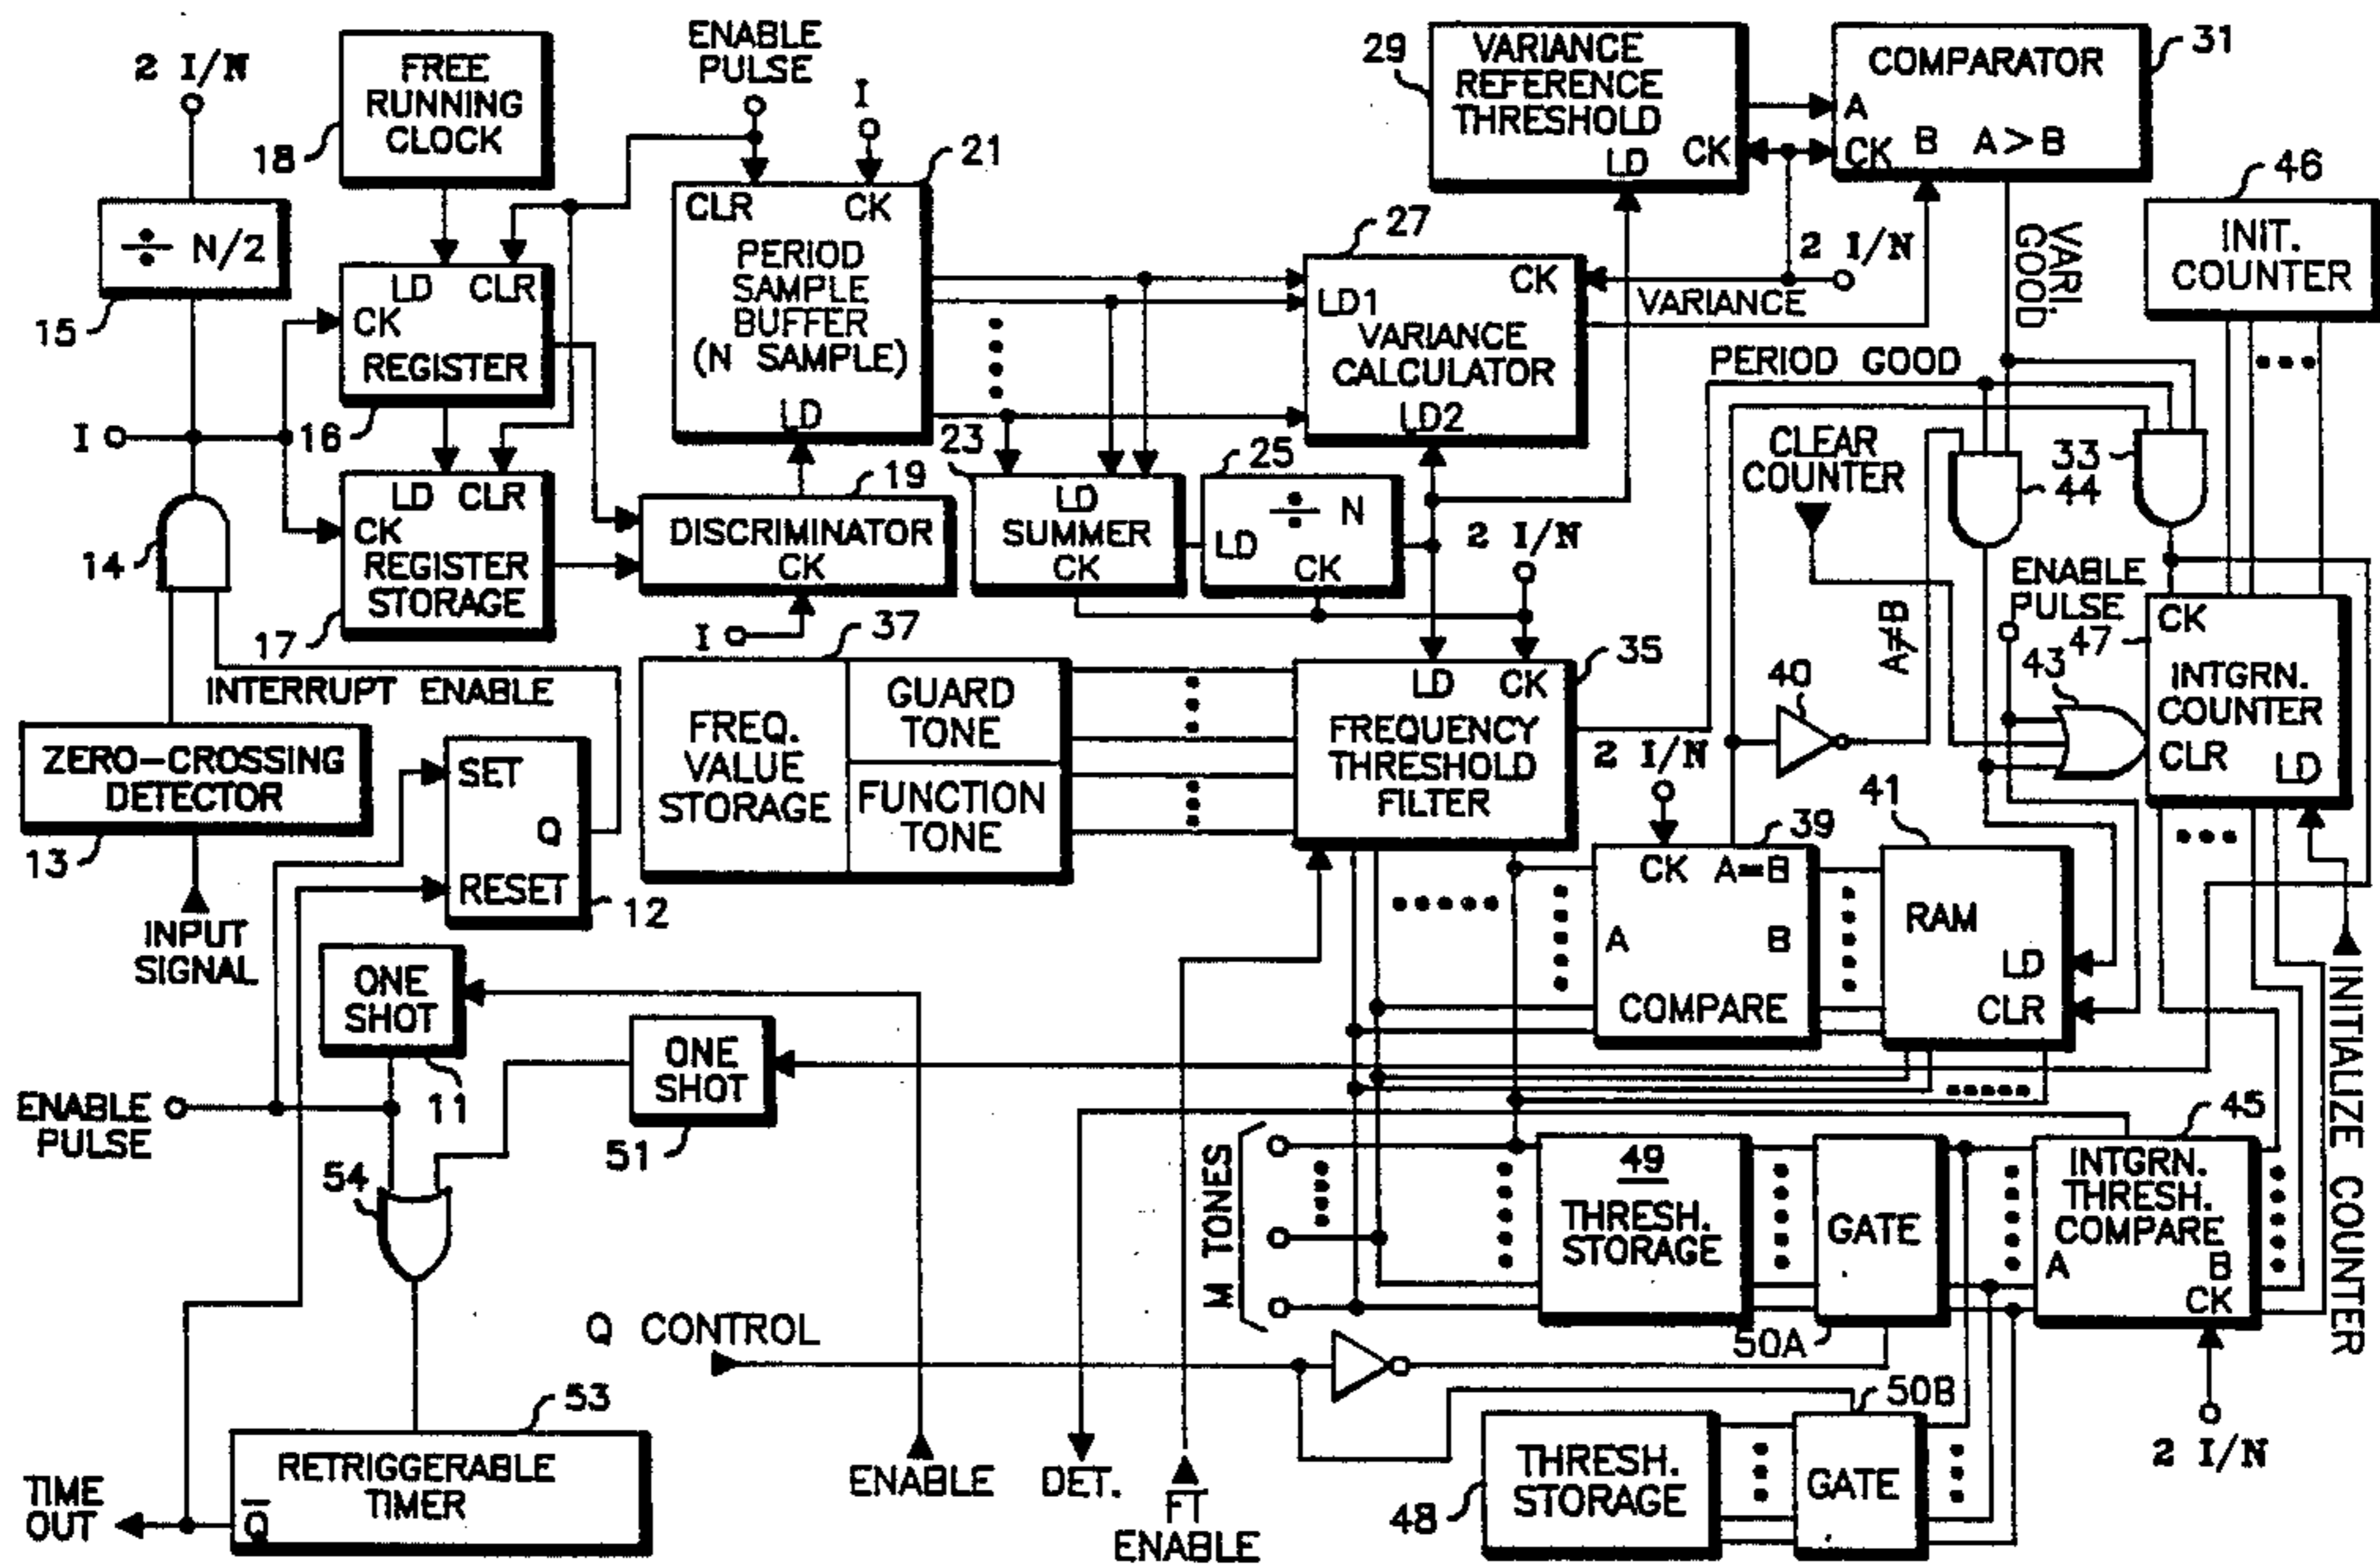 2 I/N
FREE
RUNNING
CLOCK
18
÷ N/2
15
ENABLE
PULSE
I
21
CLR CK
PERIOD
SAMPLE
BUFFER
(N SAMPLE)
LD
LD CLR
CK
REGISTER
16
I
LD CLR
CK
REGISTER
STORAGE
17
14
19
DISCRIMINATOR
CK
I
29
VARIANCE
REFERENCE
THRESHOLD
LD CK
COMPARATOR
31
A
CK B A>B
2 I/N
27
CK
LD1
VARIANCE
CALCULATOR
LD2
VARIANCE
VARI.
GOOD
46
INIT.
COUNTER
PERIOD GOOD
23
LD
SUMMER
CK
25
÷ N
LD
CK
2 I/N
CLEAR
COUNTER
33
44
ENABLE
PULSE
A≠B
CK
47
INTGRN.
COUNTER
CLR
LD
43
40
INTERRUPT ENABLE
ZERO-CROSSING
DETECTOR
13
INPUT
SIGNAL
SET
Q
RESET
12
37
FREQ.
VALUE
STORAGE
GUARD
TONE
FUNCTION
TONE
35
LD CK
FREQUENCY
THRESHOLD
FILTER
2 I/N
39
CK A=B
A B
COMPARE
41
RAM
LD
CLR
INITIALIZE COUNTER
ONE
SHOT
11
ONE
SHOT
51
ENABLE
PULSE
54
M TONES
49
THRESH.
STORAGE
GATE
50A
45
INTGRN.
THRESH.
COMPARE
A B
CK
2 I/N
Q CONTROL
50B
THRESH.
STORAGE
48
GATE
53
RETRIGGERABLE
TIMER
Q̅
TIME
OUT
ENABLE
DET.
FT
ENABLE